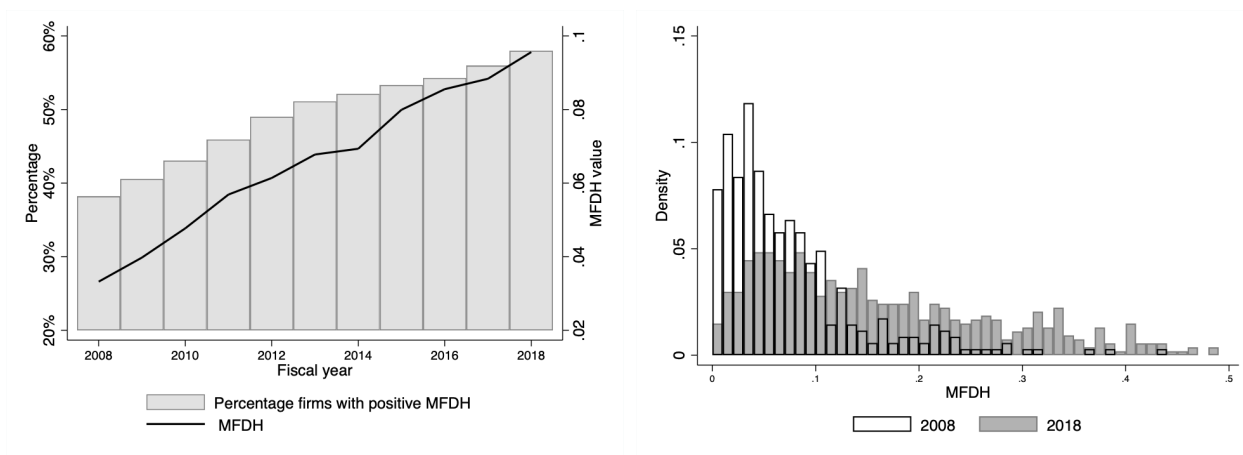 60%
50%
40%
30%
20%
Percentage
.1
.08
.06
.04
.02
MFDH value
2008 2010 2012 2014 2016 2018
Fiscal year
Percentage firms with positive MFDH
MFDH
.15
.1
.05
0
Density
0 .1 .2 .3 .4 .5
MFDH
2008 2018